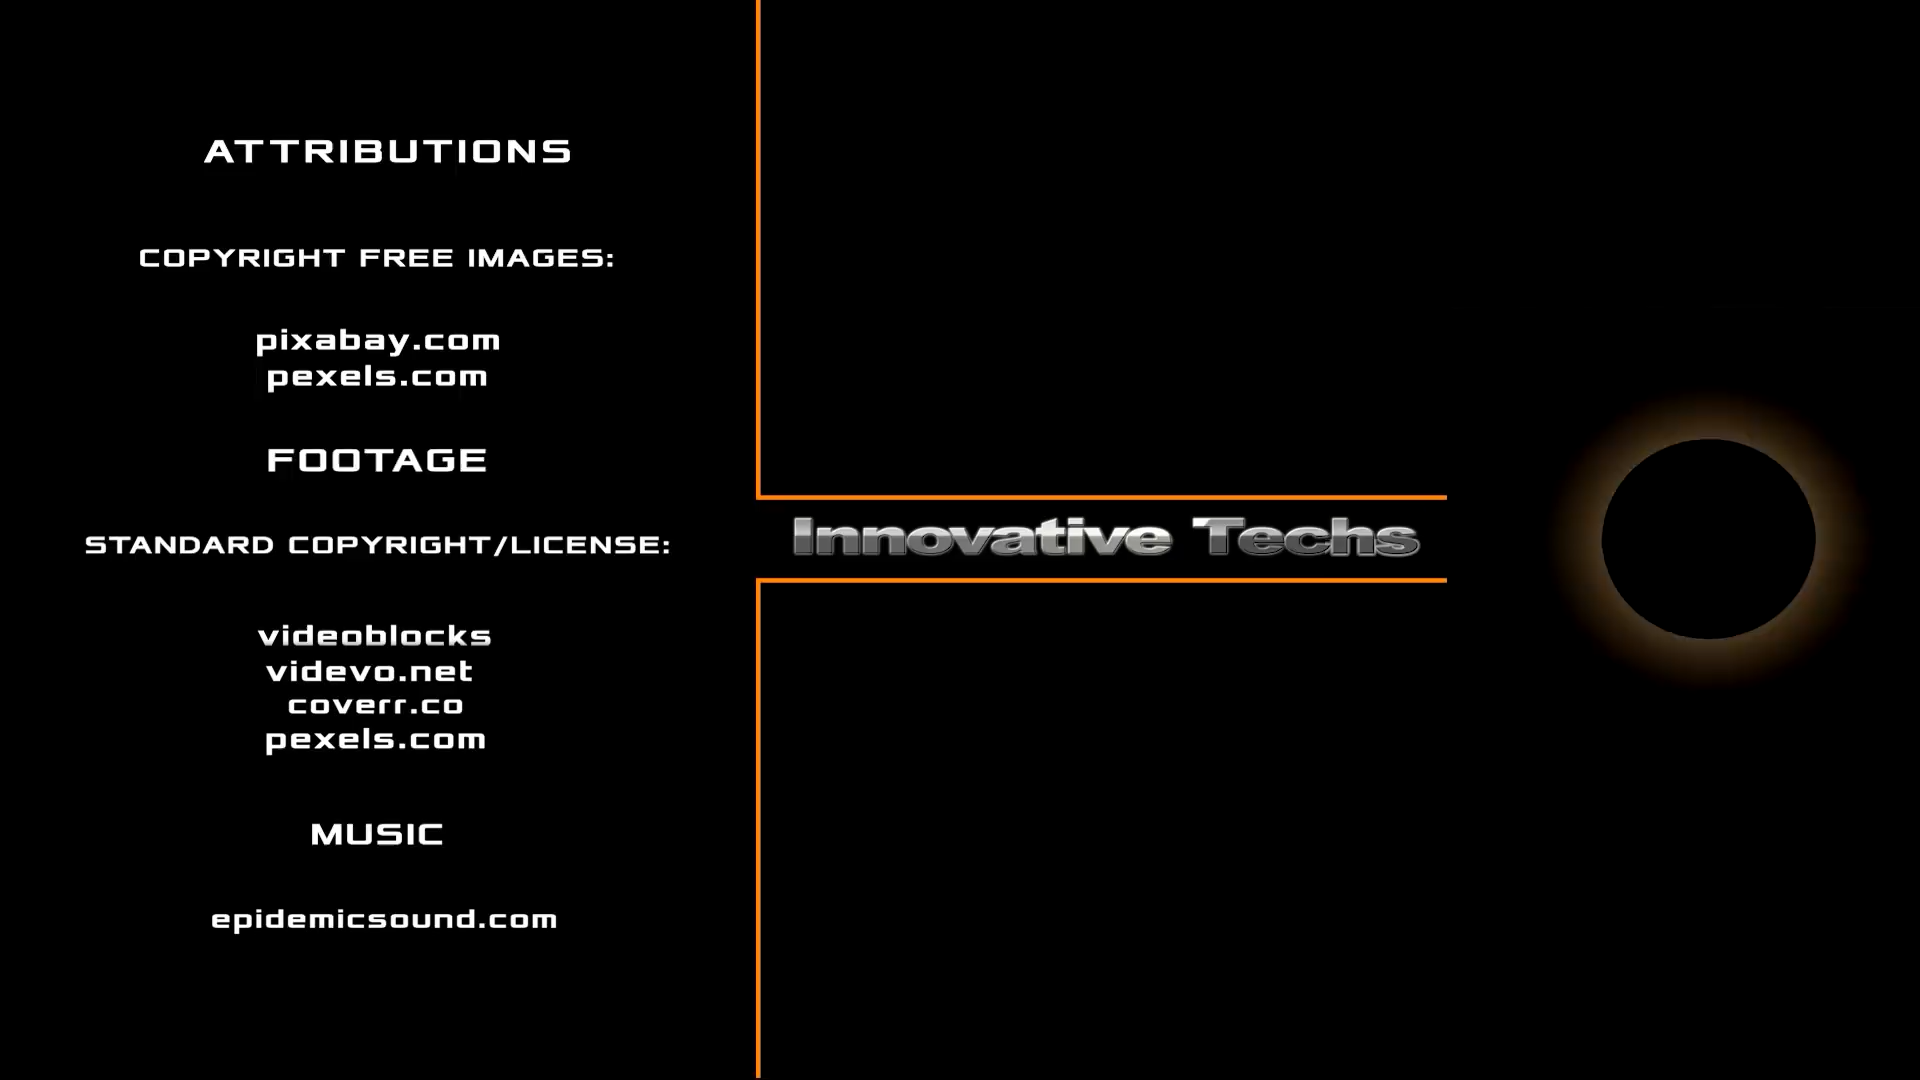 ATTRIBUTIONS
COPYRIGHT FREE IMAGES:
pixabay.com
pexels.com
FOOTAGE
STANDARD COPYRIGHT/LICENSE:
videoblocks
videvo.net
coverr.co
pexels.com
MUSIC
epidemicsound.com
Innovative Techs